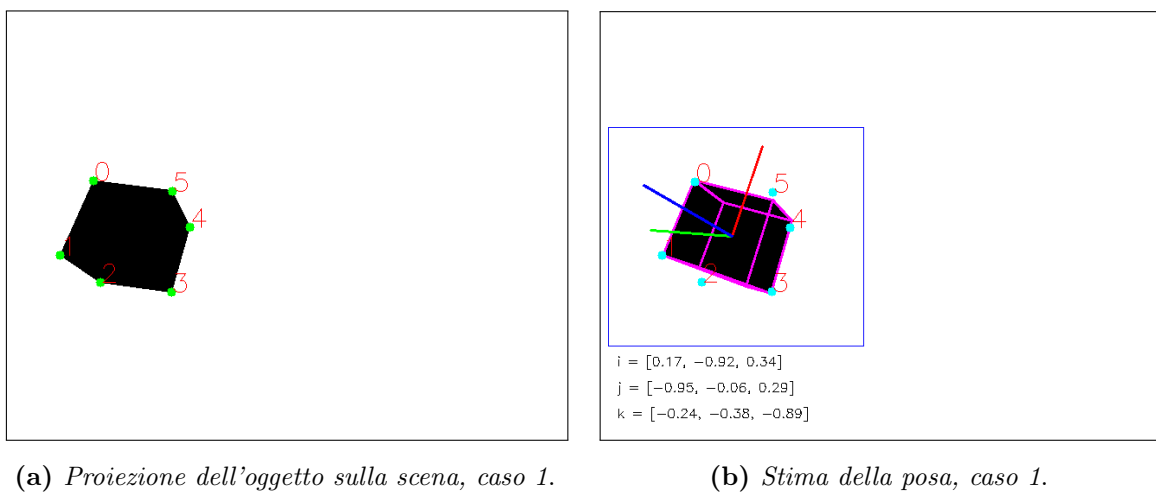 0
5
4
1
2
3
0
5
4
2
3
i = [0.17, −0.92, 0.34]
j = [−0.95, −0.06, 0.29]
k = [−0.24, −0.38, −0.89]
(a) Proiezione dell'oggetto sulla scena, caso 1.
(b) Stima della posa, caso 1.